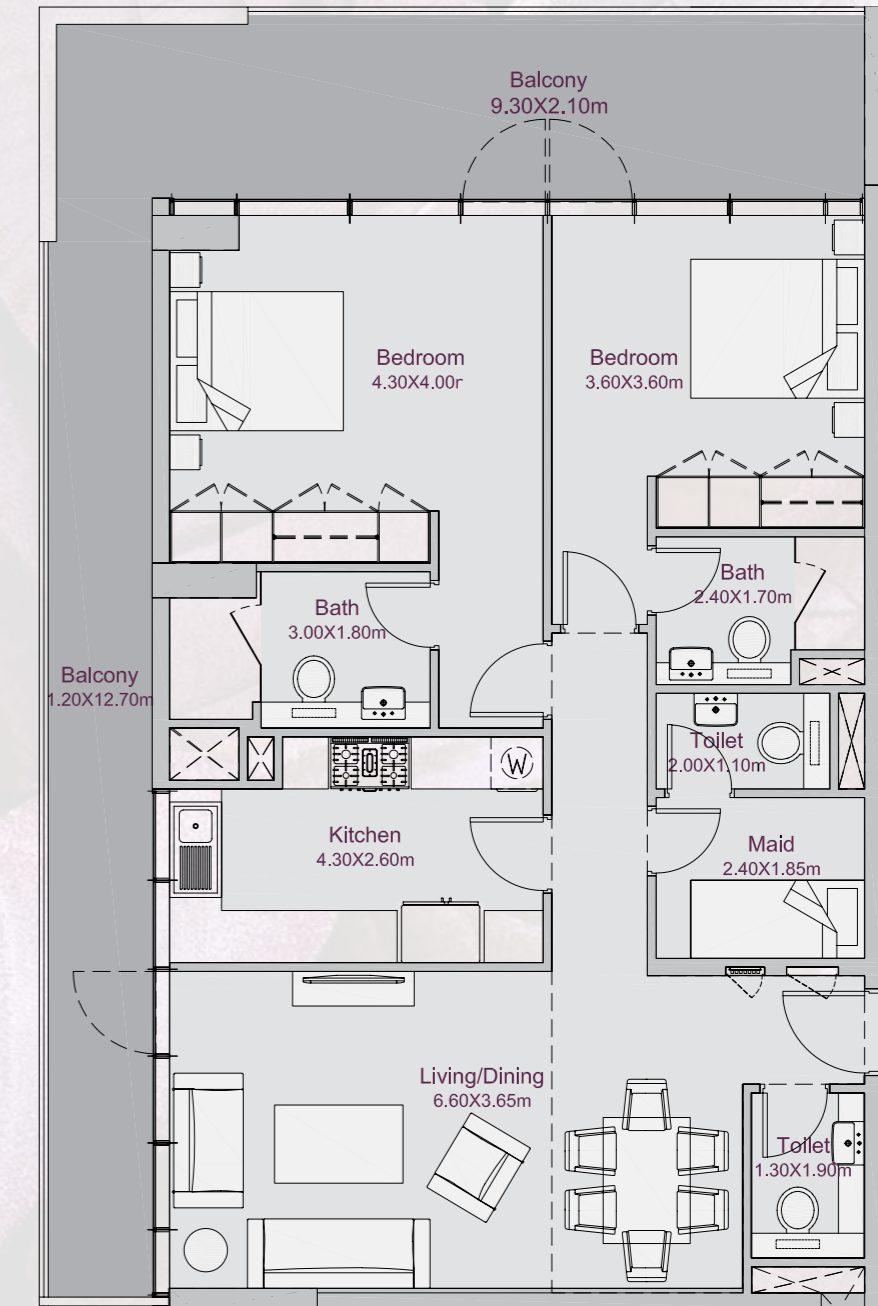 Balcony
9.30X2.10m
Bedroom
4.30X4.00r
Bedroom
3.60X3.60m
Bath
2.40X1.70m
Bath
3.00X1.80m
Balcony
1.20X12.70m
Toilet
2.00X1.10m
W
Kitchen
4.30X2.60m
Maid
2.40X1.85m
Living/Dining
6.60X3.65m
Toilet
1.30X1.90m